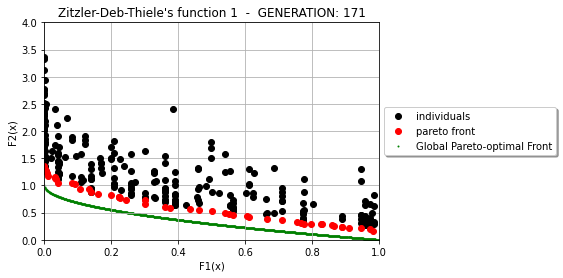 Zitzler-Deb-Thiele's function 1 - GENERATION: 171
4.0
3.5
3.0
2.5
2.0
1.5
1.0
0.5
0.0
F2(x)
0.0 0.2 0.4 0.6 0.8 1.0
F1(x)
individuals
pareto front
Global Pareto-optimal Front